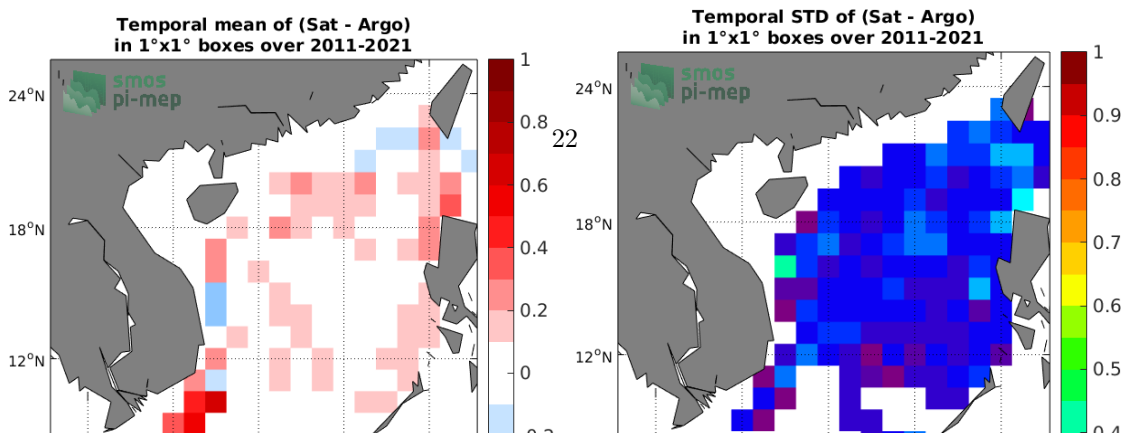 Temporal mean of (Sat - Argo)
in 1°x1° boxes over 2011-2021
smos
pi-mep
24°N
18°N
12°N
1
0.8
0.6
0.4
0.2
0
22
Temporal STD of (Sat - Argo)
in 1°x1° boxes over 2011-2021
smos
pi-mep
24°N
18°N
12°N
1
0.9
0.8
0.7
0.6
0.5
0.4